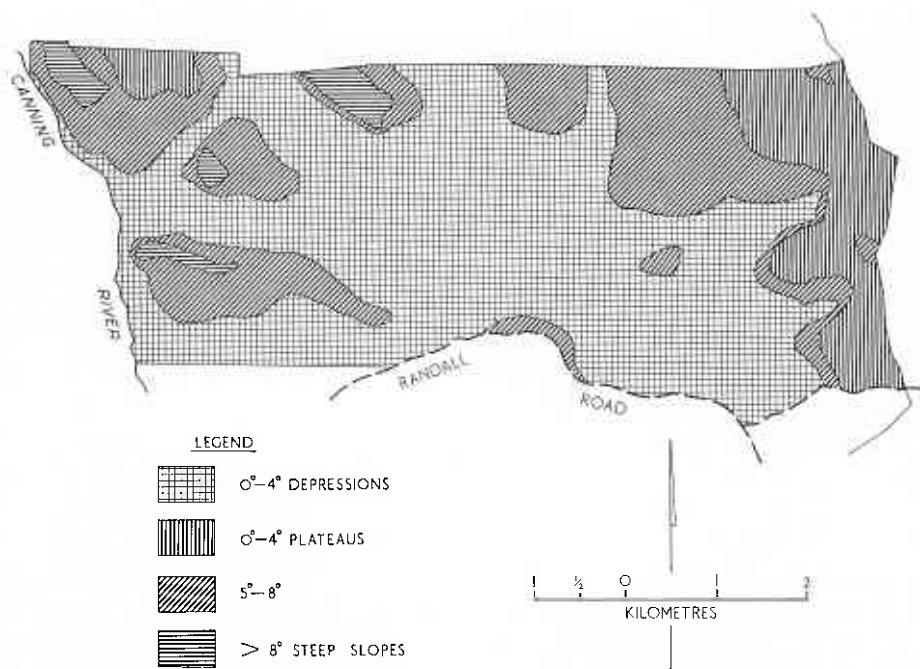 CANNING
RIVER
RANDALL
ROAD
LEGEND
0°–4° DEPRESSIONS
0°–4° PLATEAUS
5°–8°
> 8° STEEP SLOPES
1 ½ 0 1 2
KILOMETRES